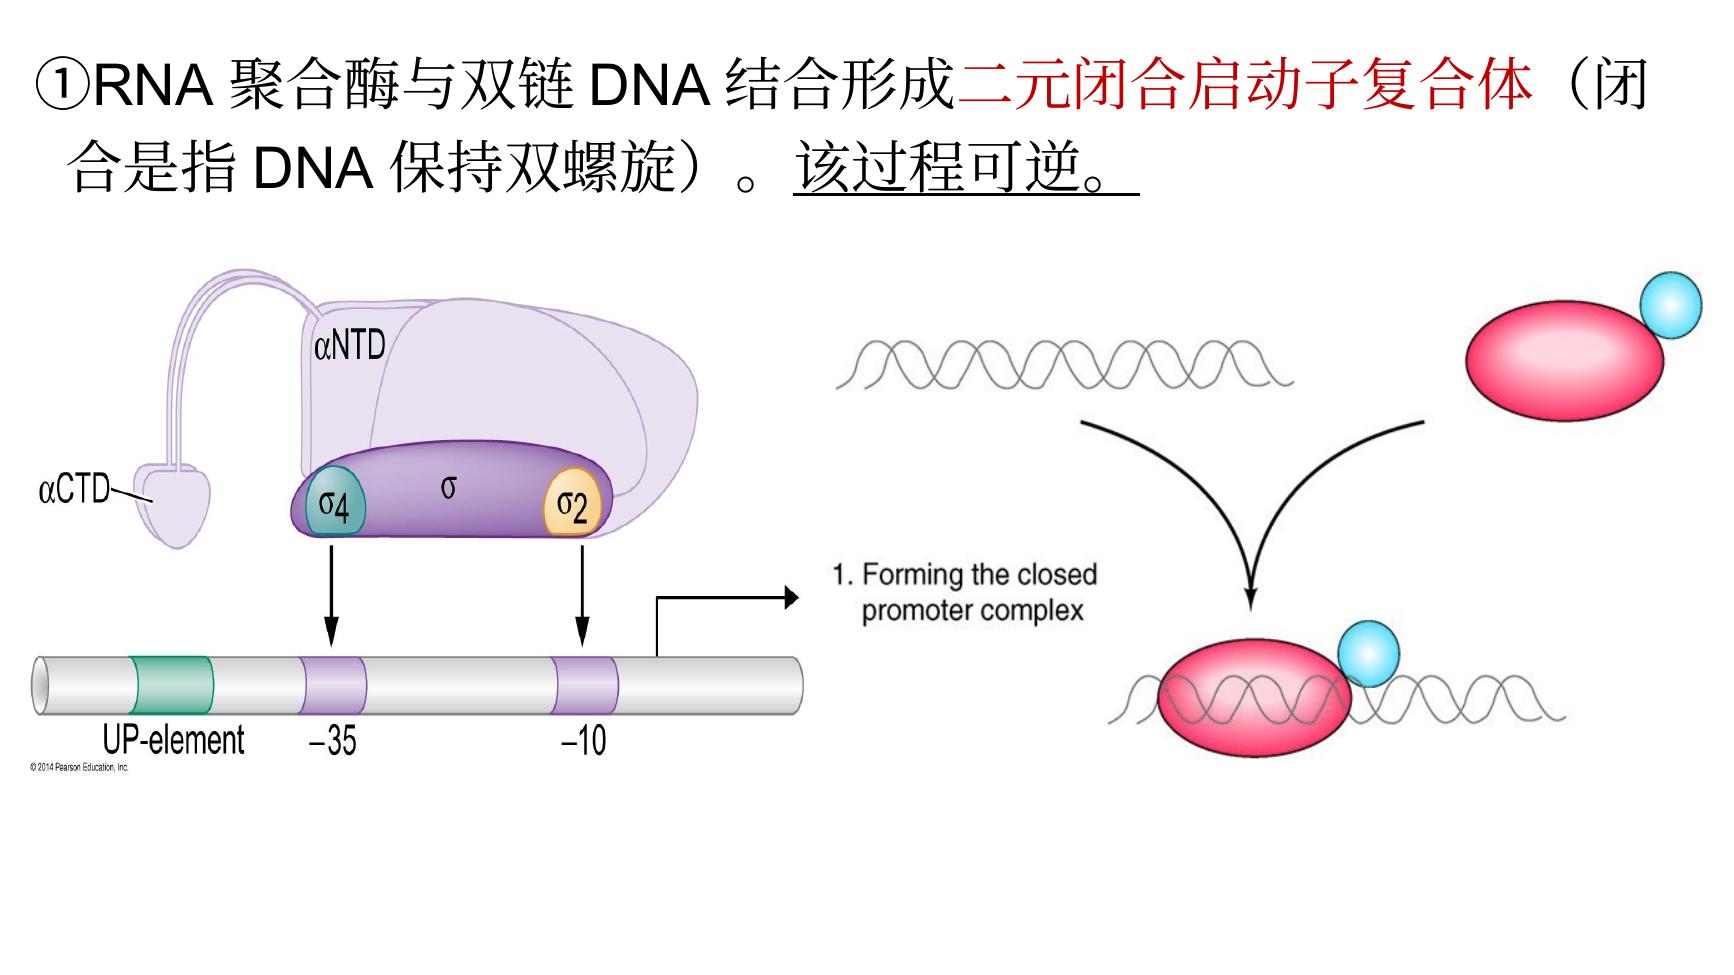 ①RNA 聚合酶与双链 DNA 结合形成二元闭合启动子复合体（闭
合是指 DNA 保持双螺旋）。该过程可逆。
αNTD
αCTD
σ4
σ
σ2
UP-element
–35
–10
© 2014 Pearson Education, Inc.
1. Forming the closed
promoter complex